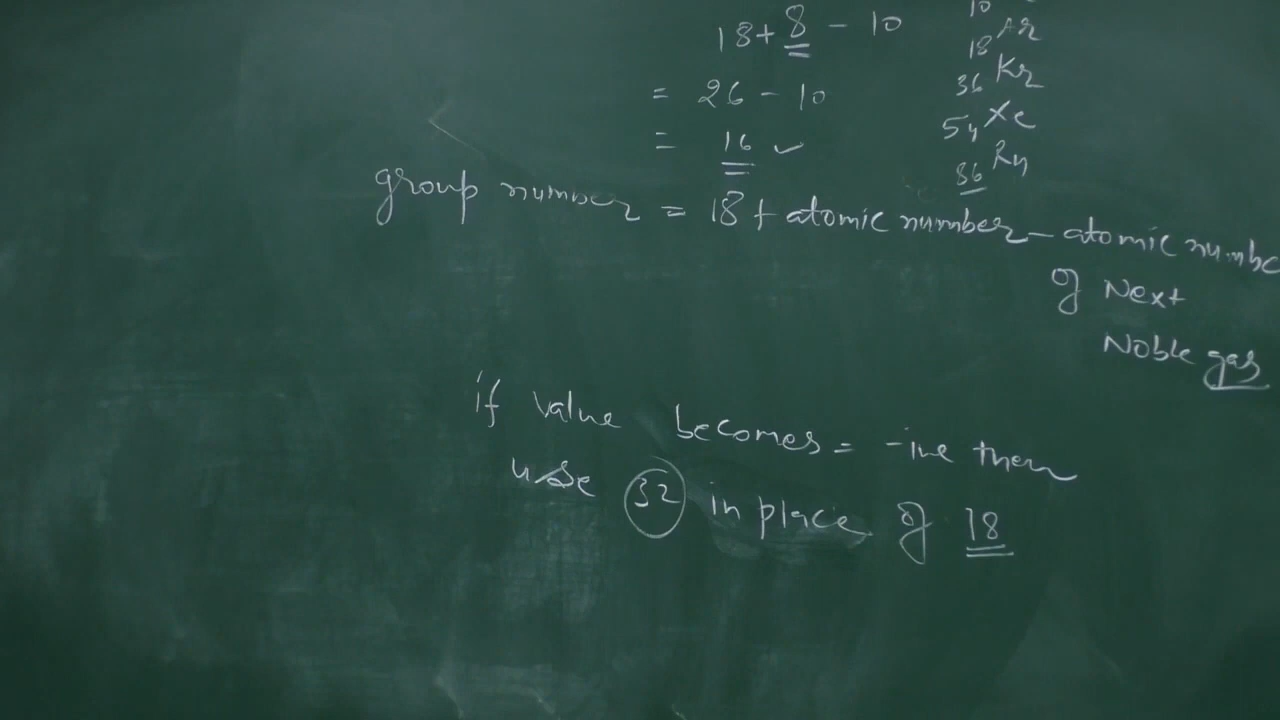 18+8 - 10
= 26 - 10
= 16 ✓
10
18 Ar
36 Kr
54 Xe
86 Rn
group number = 18 + atomic number - atomic numbe
of Next
Noble gas
if value becomes = -ive then
use 32 in place of 18